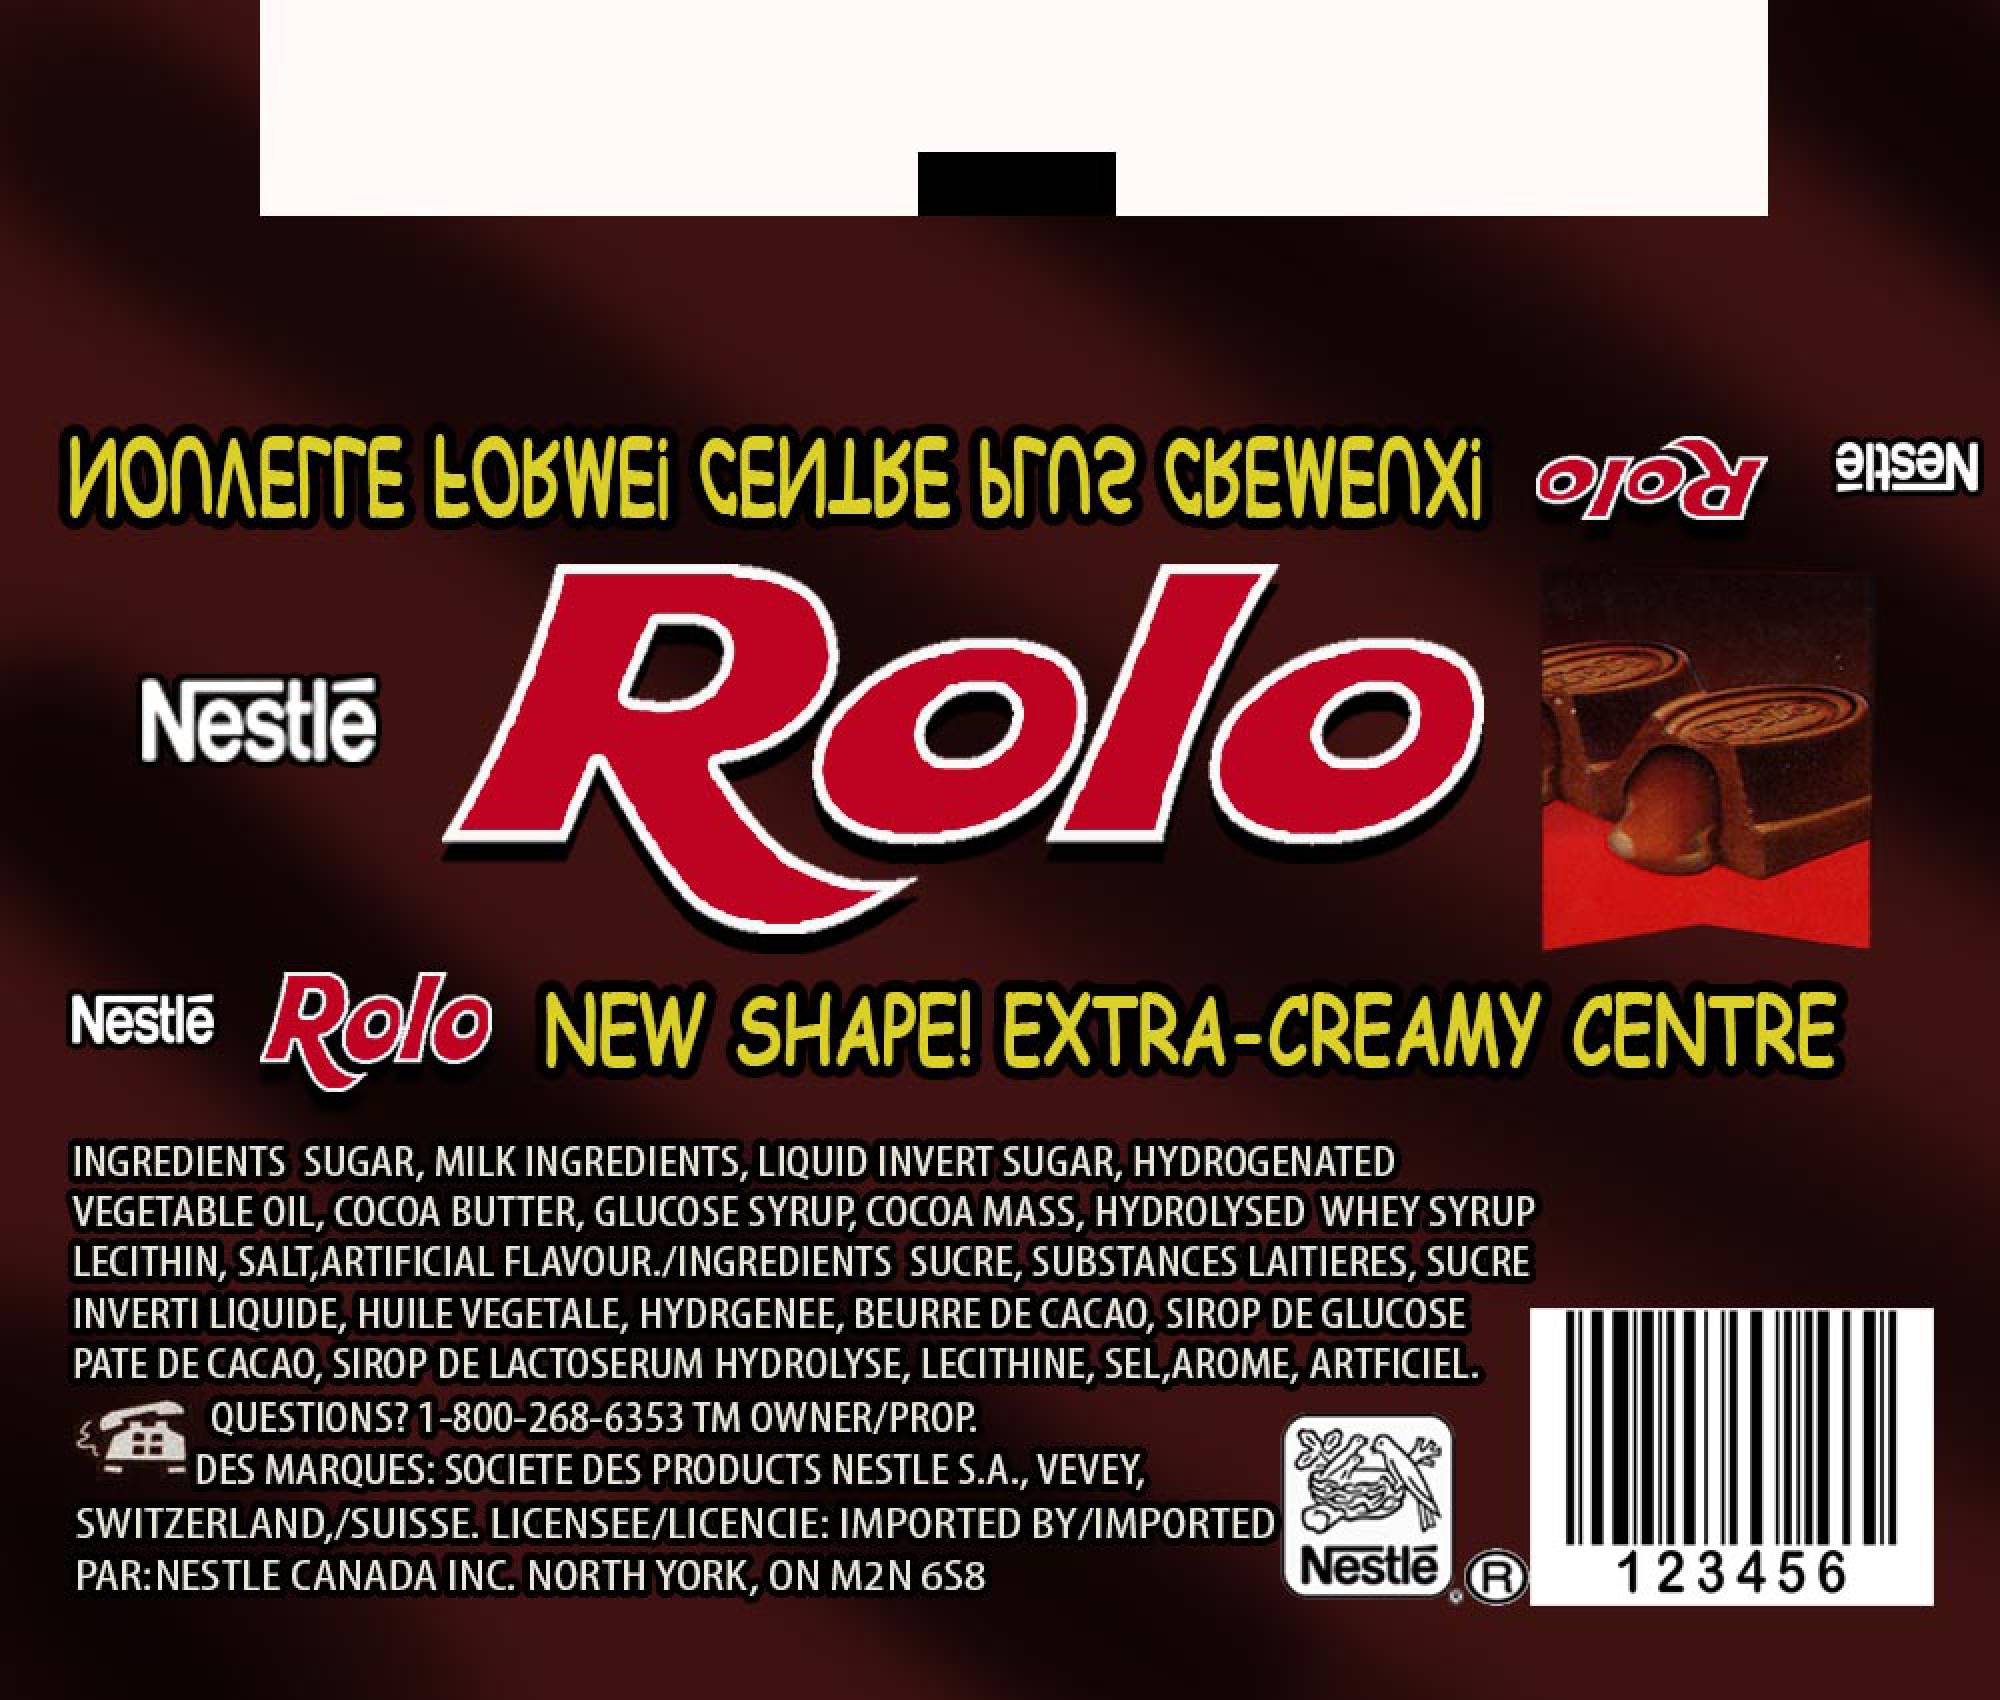 NOUVELLE FORME! CENTRE PLUS CREMEUX!
Rolo
Nestlé
Nestlé
Rolo
Nestlé
Rolo
NEW SHAPE! EXTRA-CREAMY CENTRE
INGREDIENTS SUGAR, MILK INGREDIENTS, LIQUID INVERT SUGAR, HYDROGENATED
VEGETABLE OIL, COCOA BUTTER, GLUCOSE SYRUP, COCOA MASS, HYDROLYSED WHEY SYRUP
LECITHIN, SALT,ARTIFICIAL FLAVOUR./INGREDIENTS SUCRE, SUBSTANCES LAITIERES, SUCRE
INVERTI LIQUIDE, HUILE VEGETALE, HYDRGENEE, BEURRE DE CACAO, SIROP DE GLUCOSE
PATE DE CACAO, SIROP DE LACTOSERUM HYDROLYSE, LECITHINE, SEL,AROME, ARTFICIEL.
QUESTIONS? 1-800-268-6353 TM OWNER/PROP.
DES MARQUES: SOCIETE DES PRODUCTS NESTLE S.A., VEVEY,
SWITZERLAND,/SUISSE. LICENSEE/LICENCIE: IMPORTED BY/IMPORTED
PAR:NESTLE CANADA INC. NORTH YORK, ON M2N 6S8
Nestlé
®
123456